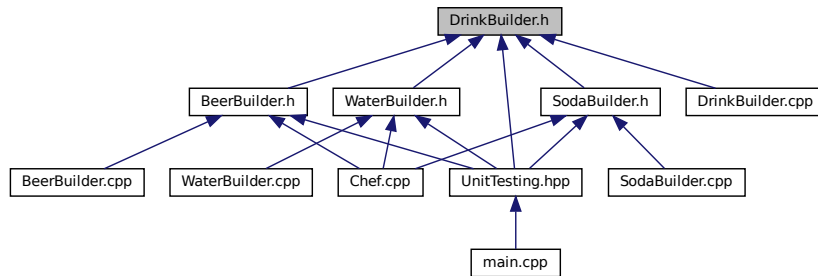 DrinkBuilder.h
BeerBuilder.h
WaterBuilder.h
SodaBuilder.h
DrinkBuilder.cpp
BeerBuilder.cpp
WaterBuilder.cpp
Chef.cpp
UnitTesting.hpp
SodaBuilder.cpp
main.cpp